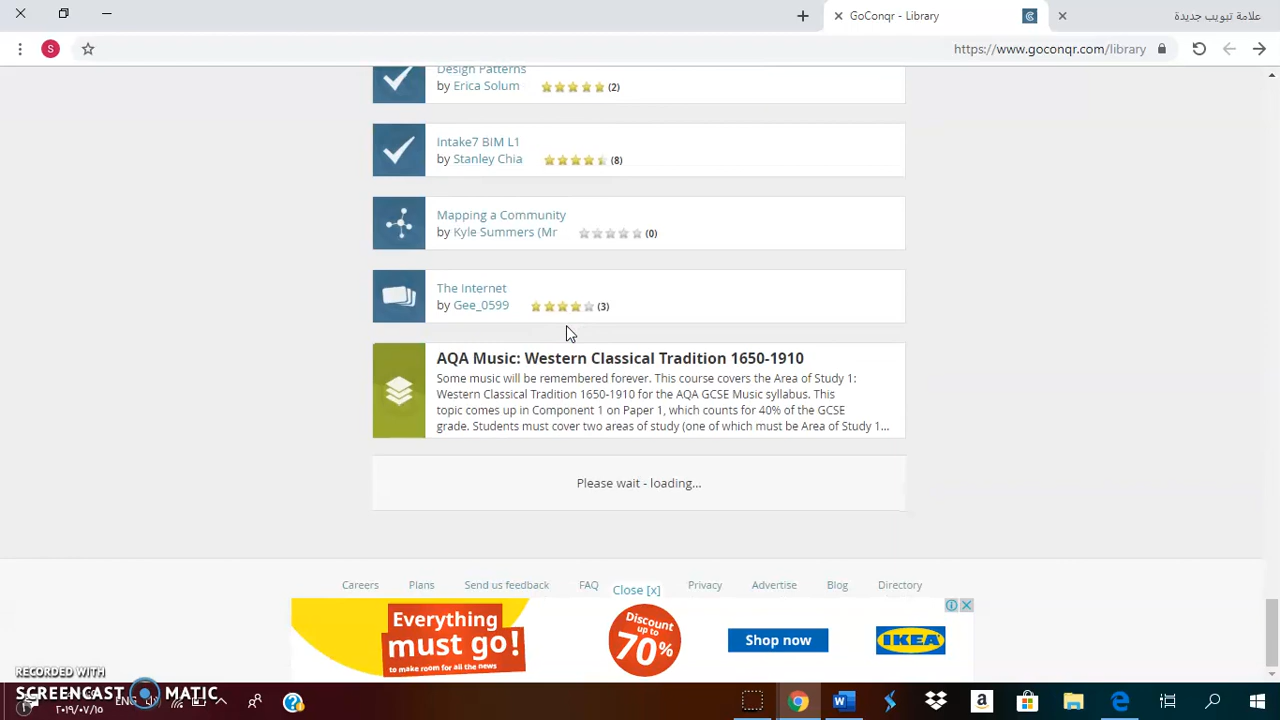 GoConqr - Library
علامة تبويب جديدة
S
https://www.goconqr.com/library
Design Patterns
by Erica Solum (2)
Intake7 BIM L1
by Stanley Chia (8)
Mapping a Community
by Kyle Summers (Mr (0)
The Internet
by Gee_0599 (3)
AQA Music: Western Classical Tradition 1650-1910
Some music will be remembered forever. This course covers the Area of Study 1:
Western Classical Tradition 1650-1910 for the AQA GCSE Music syllabus. This
topic comes up in Component 1 on Paper 1, which counts for 40% of the GCSE
grade. Students must cover two areas of study (one of which must be Area of Study 1...
Please wait - loading...
Careers Plans Send us feedback FAQ Privacy Advertise Blog Directory
Close [x]
Everything
must go!
to make room for all the news
Discount
up to
70%
Shop now
IKEA
RECORDED WITH
SCREENCAST MATIC
ENG
٢٠١٩/٠٧/١٥